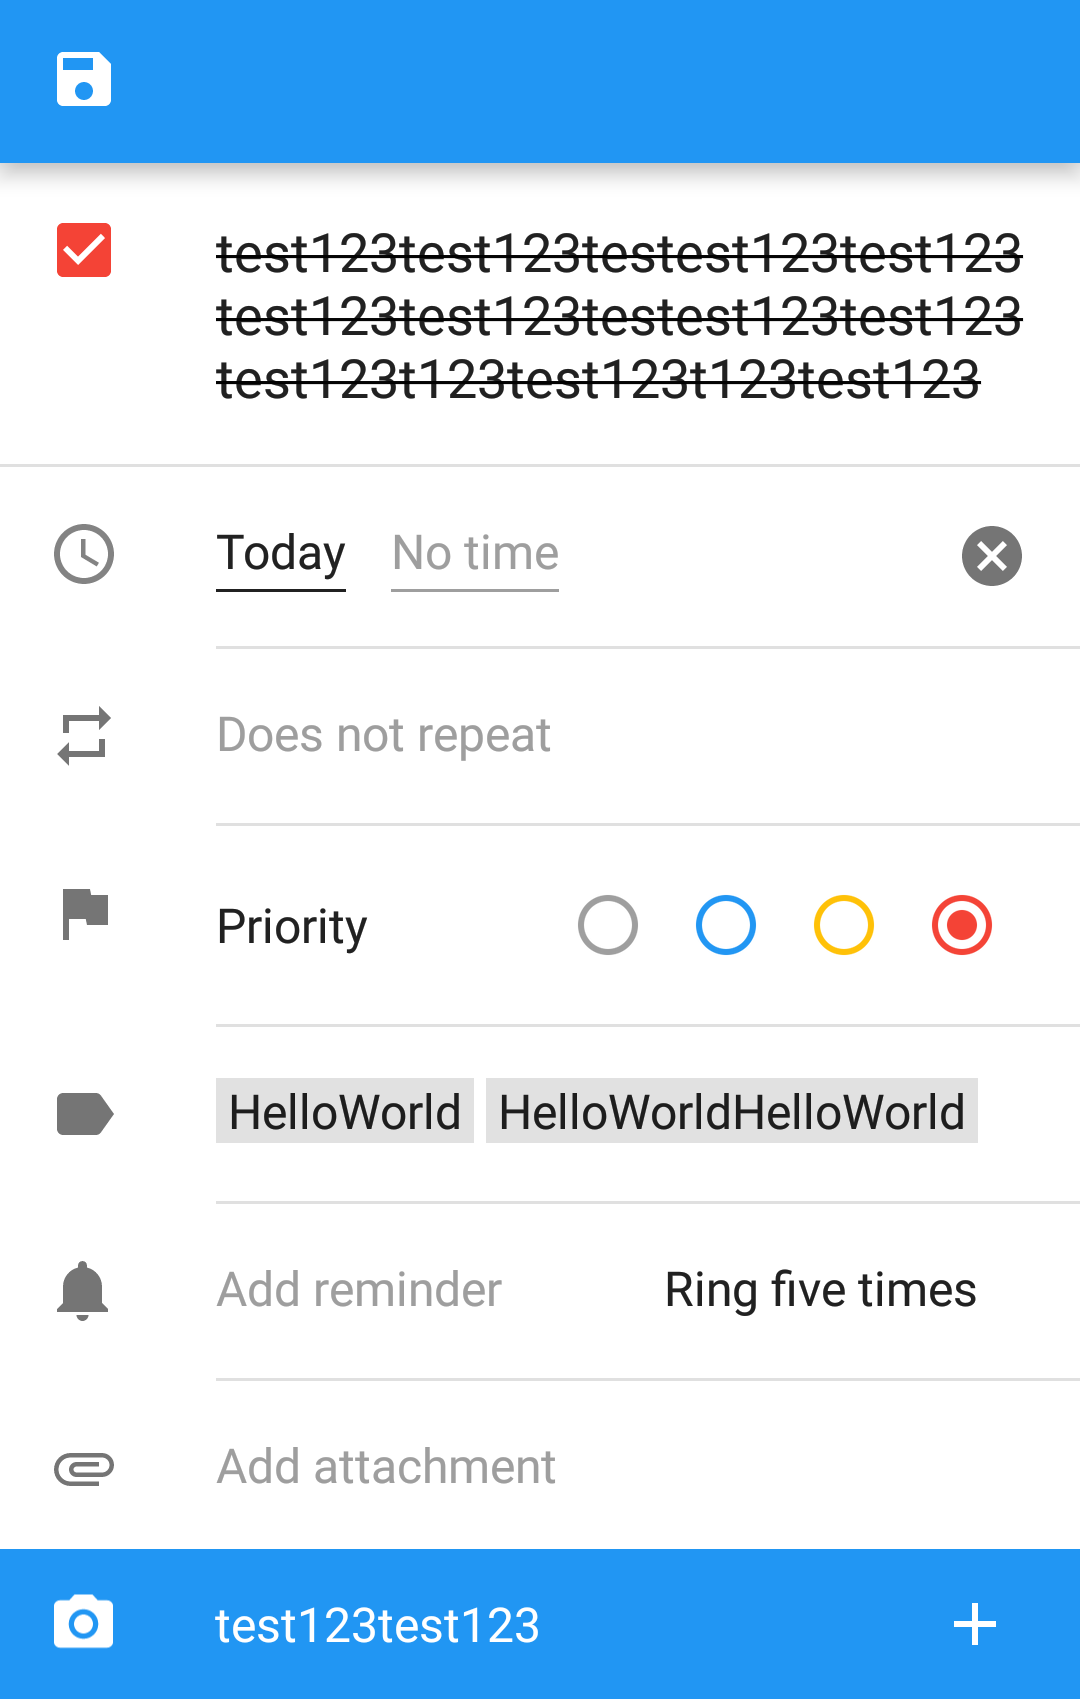 test123test123testest123test123
test123test123testest123test123
test123t123test123t123test123
Today No time
Does not repeat
Priority
HelloWorld HelloWorldHelloWorld
Add reminder Ring five times
Add attachment
test123test123